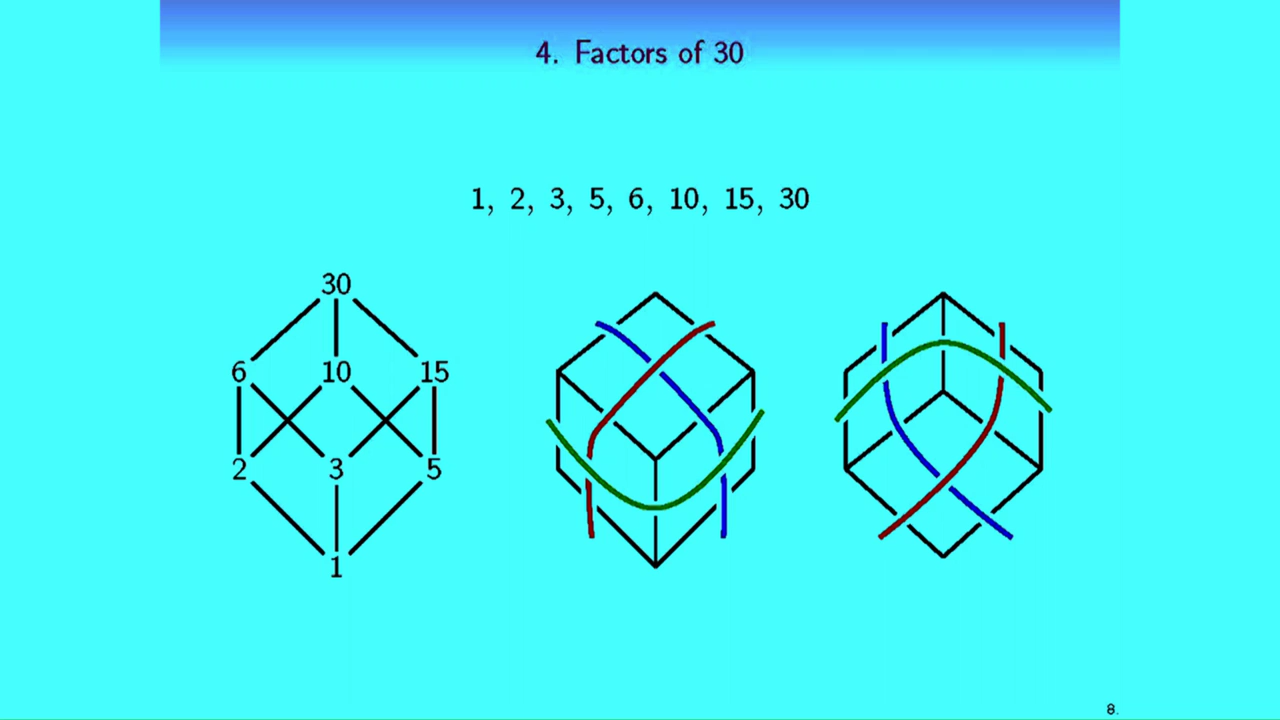 4. Factors of 30
1, 2, 3, 5, 6, 10, 15, 30
30
6 10 15
2 3 5
1
8.